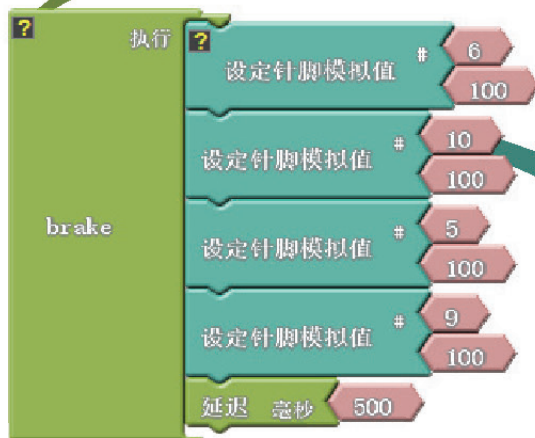 ?
执行
?
设定针脚模拟值 # 6
100
设定针脚模拟值 # 10
100
brake
设定针脚模拟值 # 5
100
设定针脚模拟值 # 9
100
延迟 毫秒 500